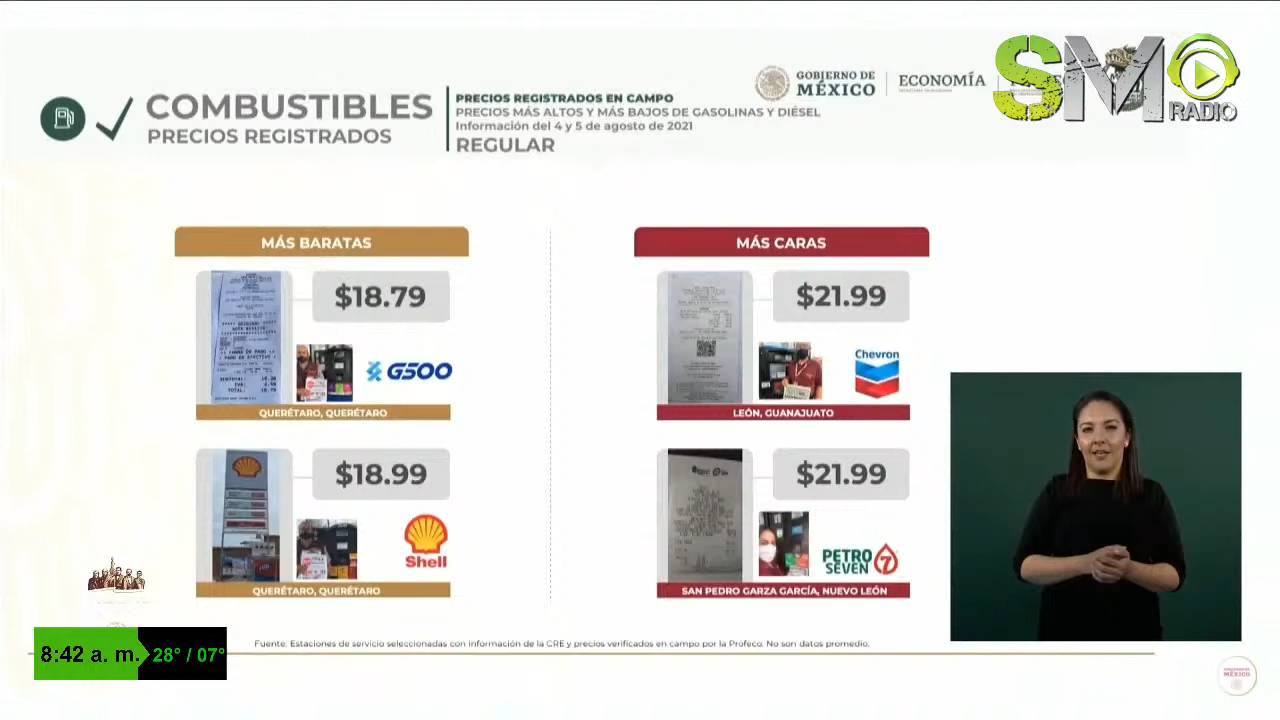 COMBUSTIBLES
PRECIOS REGISTRADOS
PRECIOS REGISTRADOS EN CAMPO
PRECIOS MÁS ALTOS Y MÁS BAJOS DE GASOLINAS Y DIÉSEL
Información del 4 y 5 de agosto de 2021
REGULAR
GOBIERNO DE
MÉXICO
ECONOMÍA
SM
RADIO
MÁS BARATAS
$18.79
G500
QUERÉTARO, QUERÉTARO
$18.99
Shell
QUERÉTARO, QUERÉTARO
MÁS CARAS
$21.99
Chevron
LEÓN, GUANAJUATO
$21.99
PETRO
SEVEN
7
SAN PEDRO GARZA GARCÍA, NUEVO LEÓN
Fuente: Estaciones de servicio seleccionadas con información de la CRE y precios verificados en campo por la Profeco. No son datos promedio.
8:42 a. m.
28° / 07°
MÉXICO